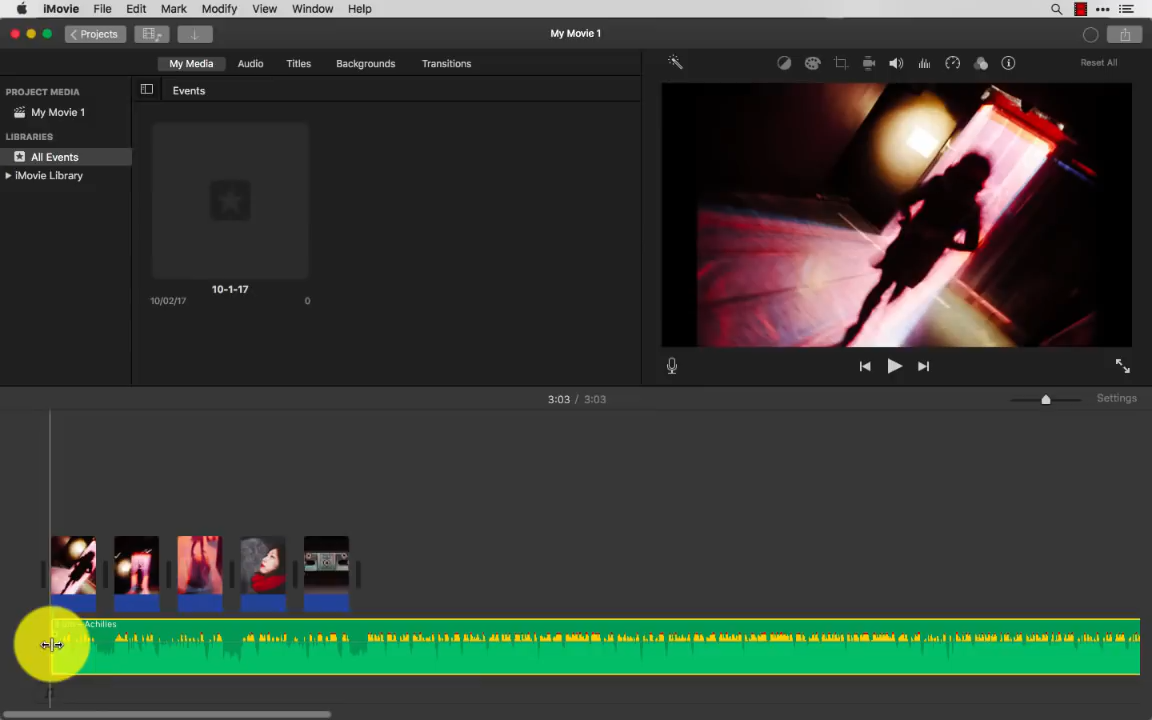 iMovie File Edit Mark Modify View Window Help
Projects My Movie 1
My Media Audio Titles Backgrounds Transitions Reset All
PROJECT MEDIA Events
My Movie 1
LIBRARIES
All Events
iMovie Library
10-1-17
10/02/17 0
3:03 / 3:03 Settings
Achilles